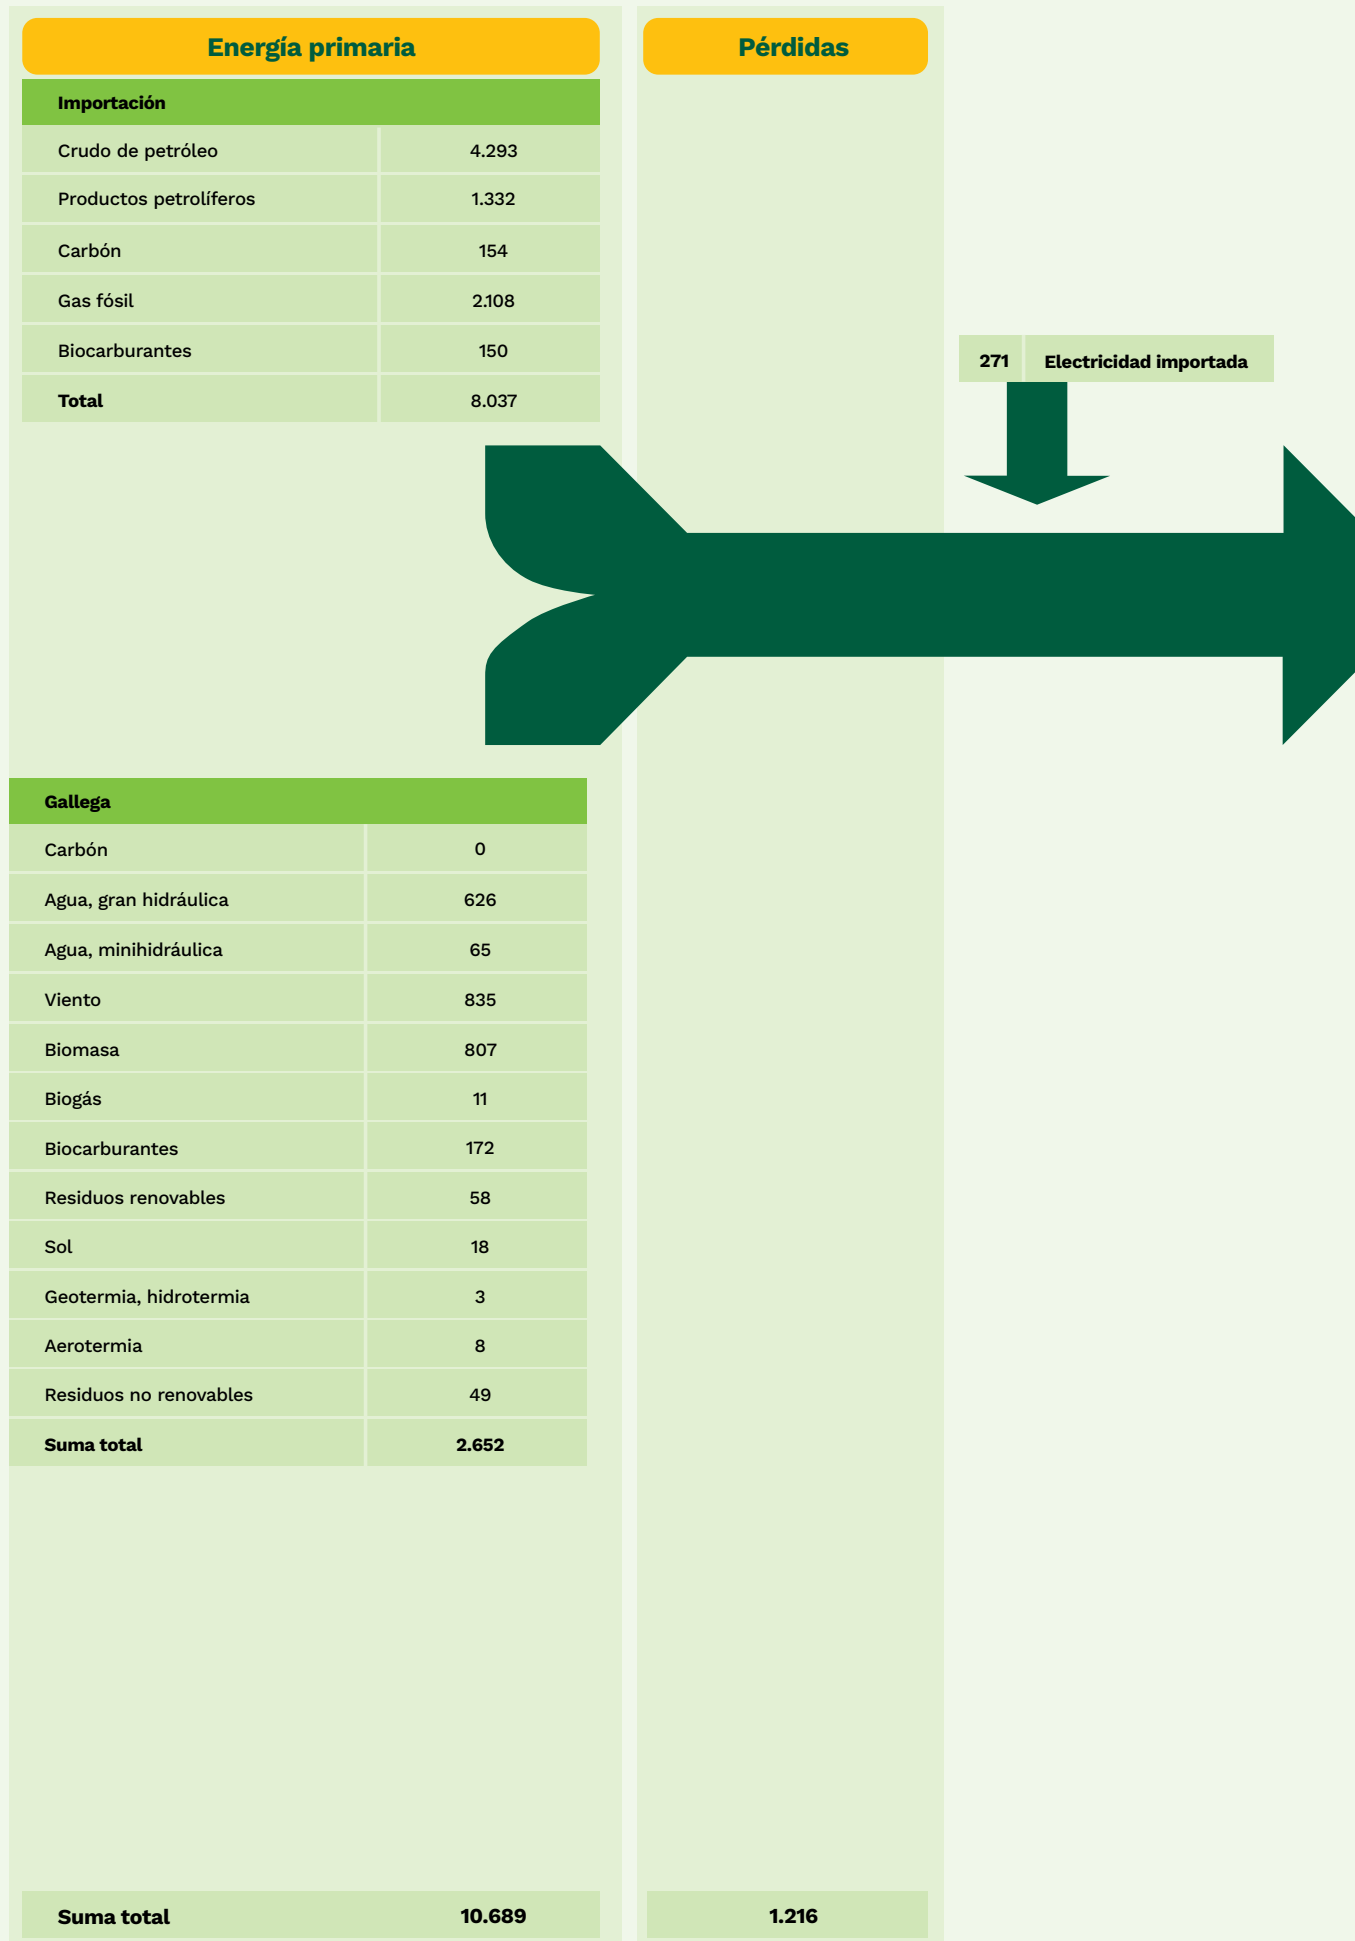 Energía primaria
Pérdidas
Importación
Crudo de petróleo 4.293
Productos petrolíferos 1.332
Carbón 154
Gas fósil 2.108
Biocarburantes 150
Total 8.037
271 Electricidad importada
Gallega
Carbón 0
Agua, gran hidráulica 626
Agua, minihidráulica 65
Viento 835
Biomasa 807
Biogás 11
Biocarburantes 172
Residuos renovables 58
Sol 18
Geotermia, hidrotermia 3
Aerotermia 8
Residuos no renovables 49
Suma total 2.652
Suma total 10.689
1.216